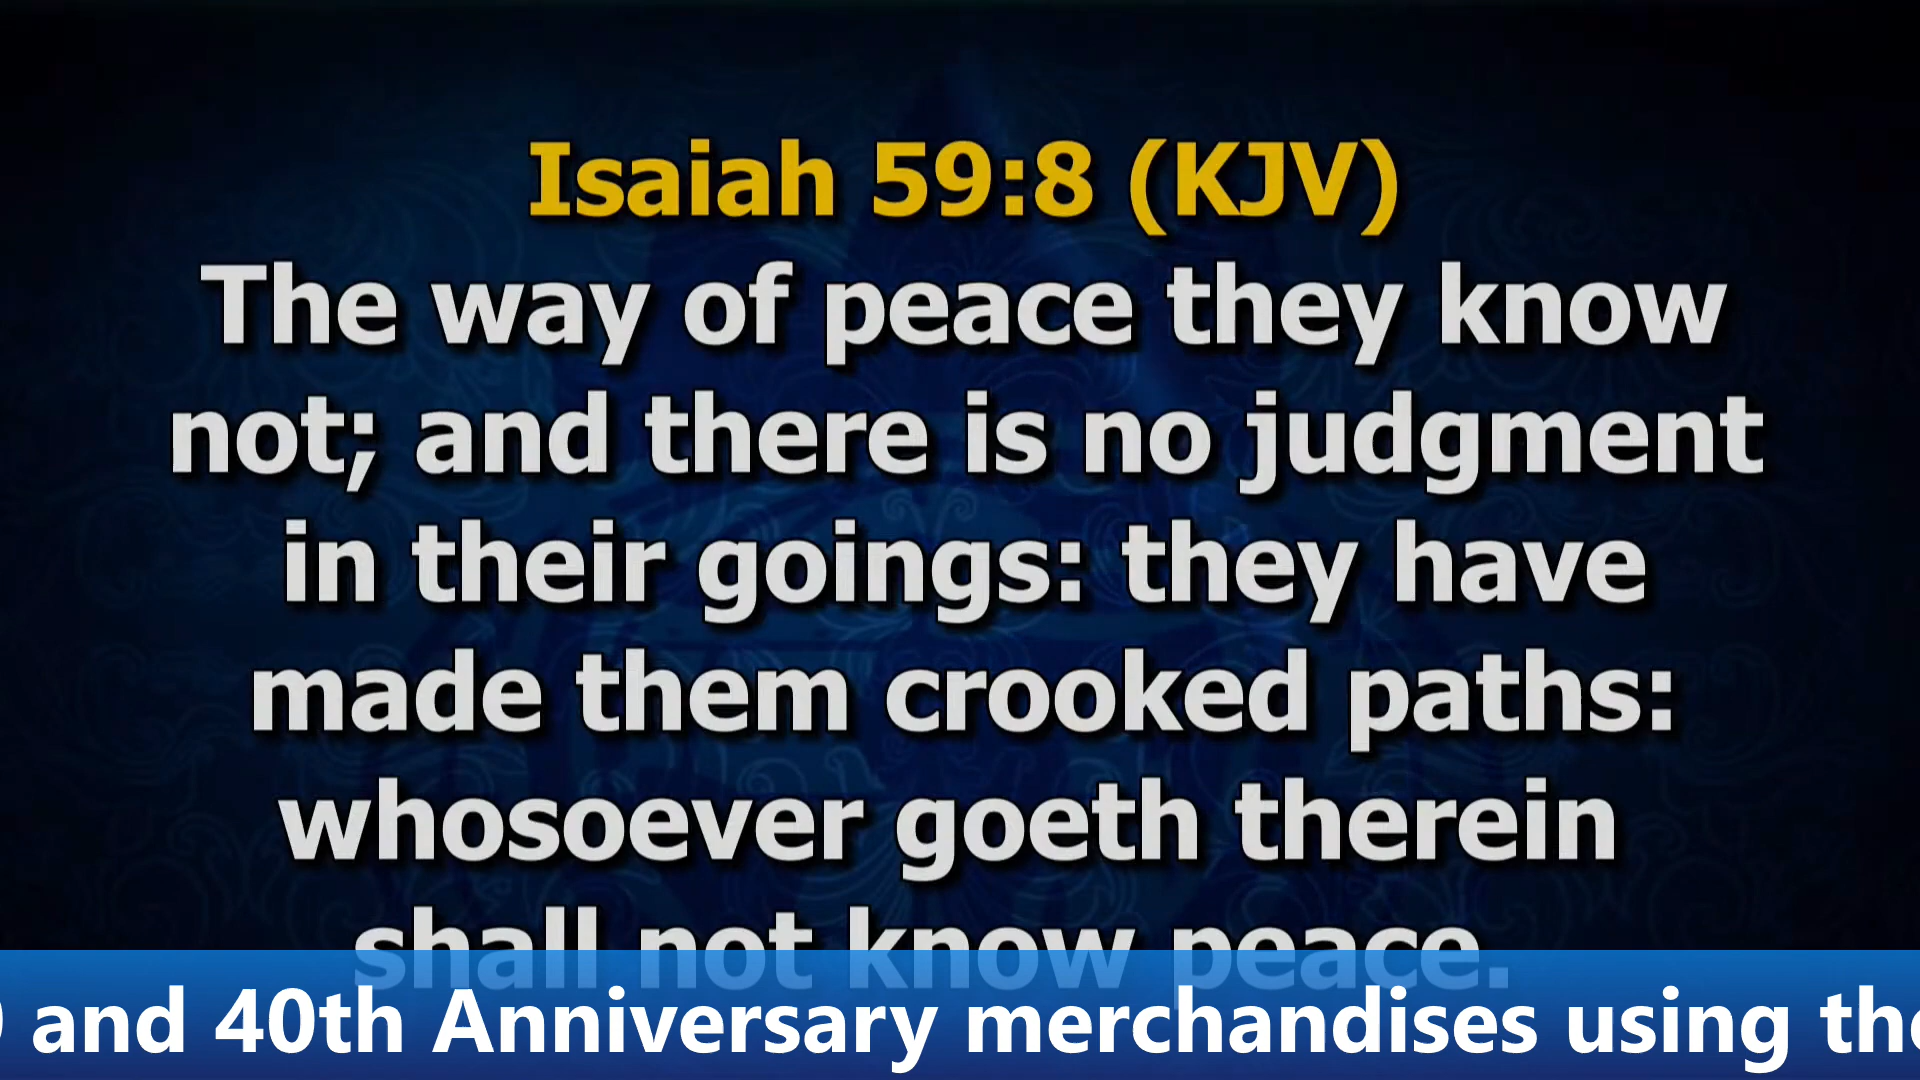 Isaiah 59:8 (KJV)
The way of peace they know
not; and there is no judgment
in their goings: they have
made them crooked paths:
whosoever goeth therein
shall not know peace.
and 40th Anniversary merchandises using